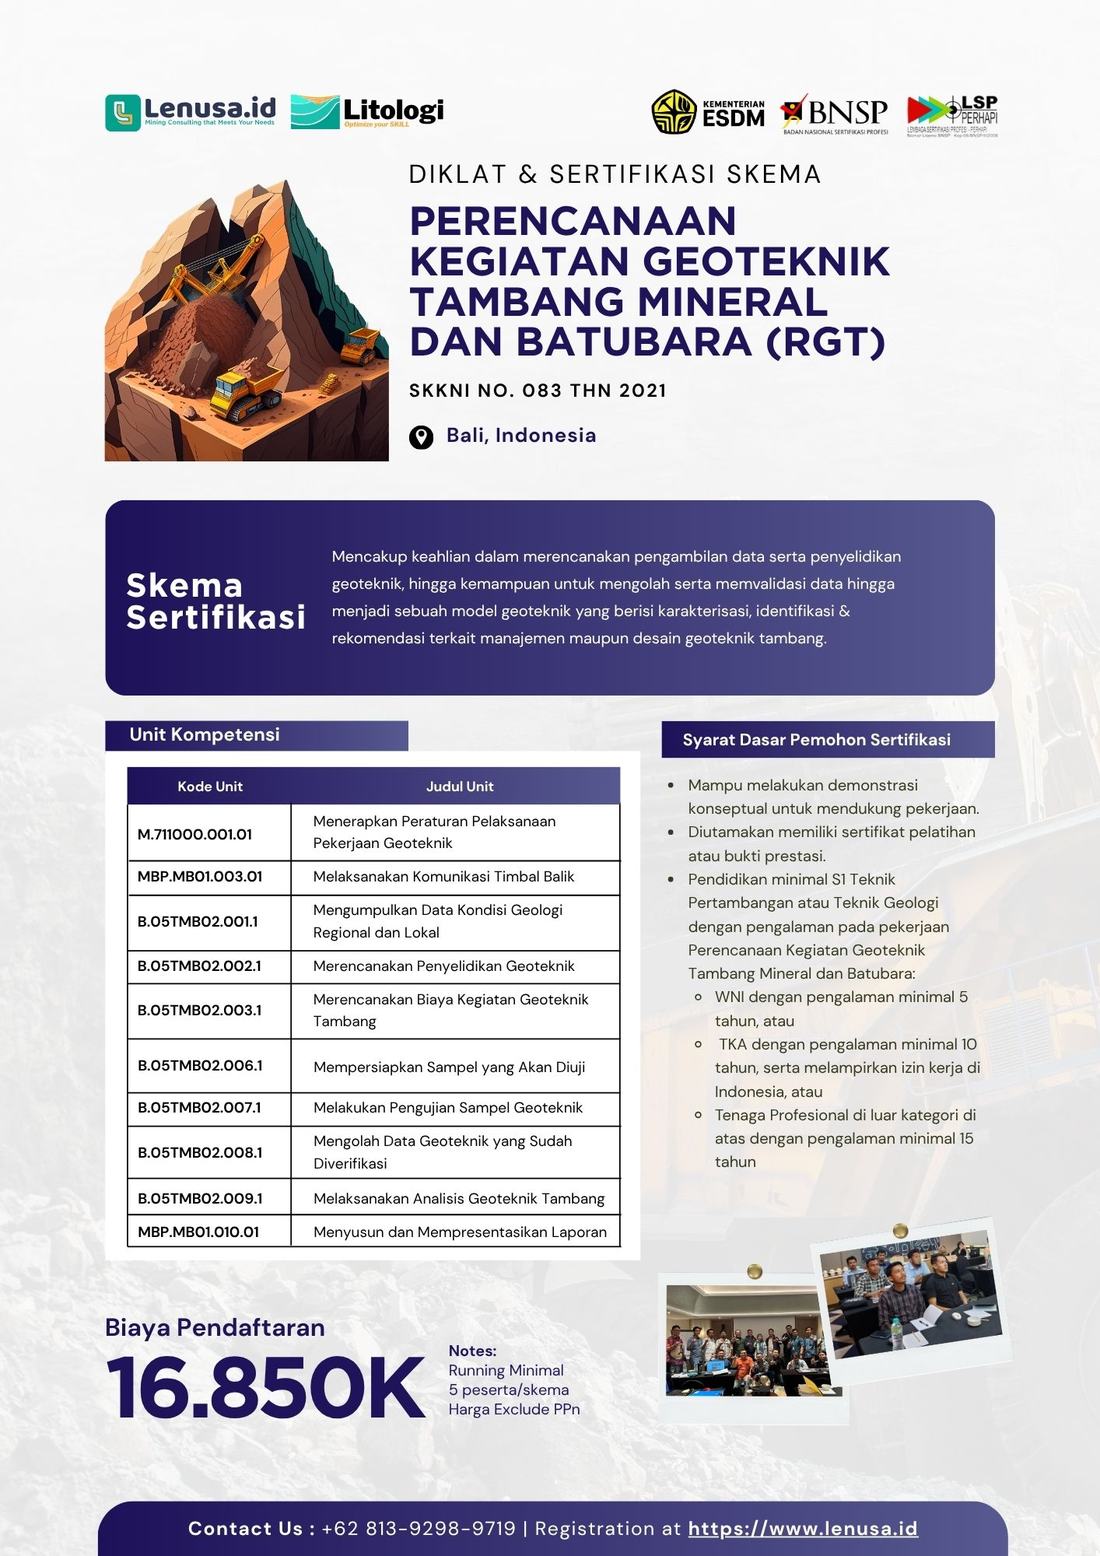 Lenusa.id
Mining Consulting that Meets Your Needs
Litologi
Optimize your SKILL
KEMENTERIAN
ESDM
BNSP
BADAN NASIONAL SERTIFIKASI PROFESI
LSP
PERHAPI
LEMBAGA SERTIFIKASI PROFESI - PERHAPI
DIKLAT & SERTIFIKASI SKEMA
PERENCANAAN
KEGIATAN GEOTEKNIK
TAMBANG MINERAL
DAN BATUBARA (RGT)
SKKNI NO. 083 THN 2021
Bali, Indonesia
Skema
Sertifikasi
Mencakup keahlian dalam merencanakan pengambilan data serta penyelidikan
geoteknik, hingga kemampuan untuk mengolah serta memvalidasi data hingga
menjadi sebuah model geoteknik yang berisi karakterisasi, identifikasi &
rekomendasi terkait manajemen maupun desain geoteknik tambang.
Unit Kompetensi
Kode Unit Judul Unit
M.711000.001.01 Menerapkan Peraturan Pelaksanaan
Pekerjaan Geoteknik
MBP.MB01.003.01 Melaksanakan Komunikasi Timbal Balik
B.05TMB02.001.1 Mengumpulkan Data Kondisi Geologi
Regional dan Lokal
B.05TMB02.002.1 Merencanakan Penyelidikan Geoteknik
B.05TMB02.003.1 Merencanakan Biaya Kegiatan Geoteknik
Tambang
B.05TMB02.006.1 Mempersiapkan Sampel yang Akan Diuji
B.05TMB02.007.1 Melakukan Pengujian Sampel Geoteknik
B.05TMB02.008.1 Mengolah Data Geoteknik yang Sudah
Diverifikasi
B.05TMB02.009.1 Melaksanakan Analisis Geoteknik Tambang
MBP.MB01.010.01 Menyusun dan Mempresentasikan Laporan
Syarat Dasar Pemohon Sertifikasi
• Mampu melakukan demonstrasi
konseptual untuk mendukung pekerjaan.
• Diutamakan memiliki sertifikat pelatihan
atau bukti prestasi.
• Pendidikan minimal S1 Teknik
Pertambangan atau Teknik Geologi
dengan pengalaman pada pekerjaan
Perencanaan Kegiatan Geoteknik
Tambang Mineral dan Batubara:
◦ WNI dengan pengalaman minimal 5
tahun, atau
◦ TKA dengan pengalaman minimal 10
tahun, serta melampirkan izin kerja di
Indonesia, atau
◦ Tenaga Profesional di luar kategori di
atas dengan pengalaman minimal 15
tahun
Biaya Pendaftaran
16.850K
Notes:
Running Minimal
5 peserta/skema
Harga Exclude PPn
Contact Us : +62 813-9298-9719 | Registration at https://www.lenusa.id